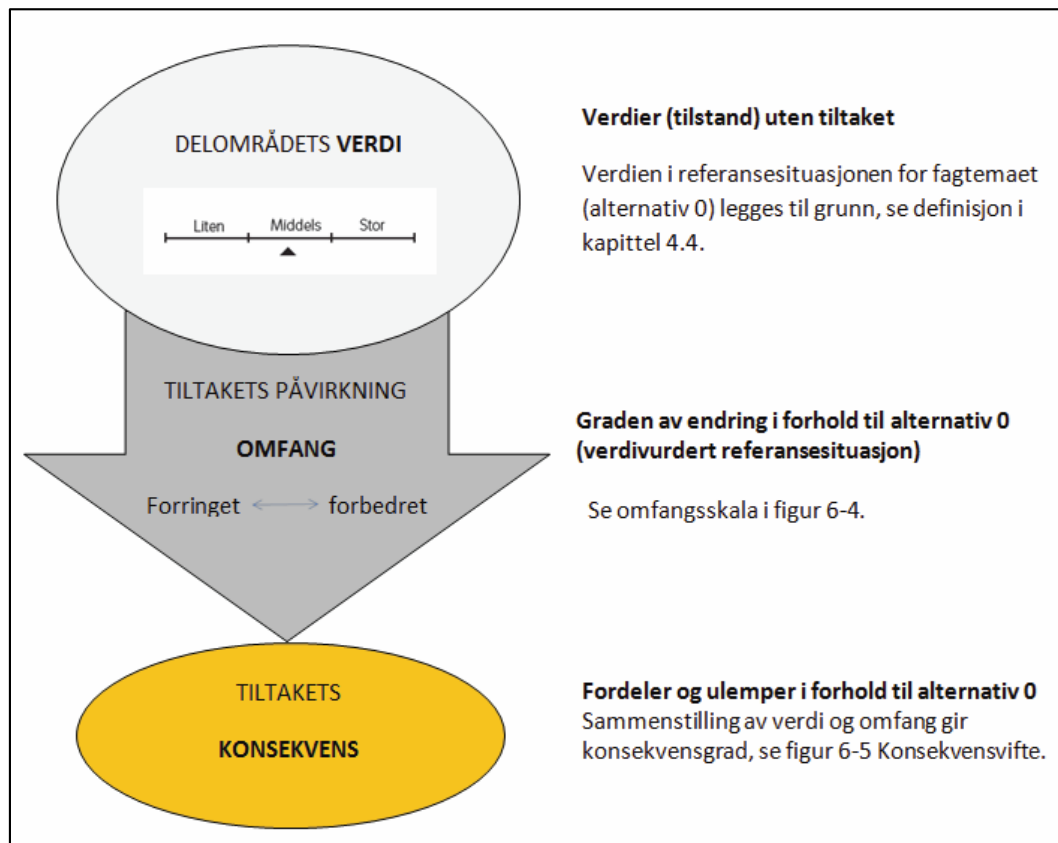 DELOMRÅDETS VERDI
Liten Middels Stor
Verdier (tilstand) uten tiltaket
Verdien i referansesituasjonen for fagtemaet
(alternativ 0) legges til grunn, se definisjon i
kapittel 4.4.
TILTAKETS PÅVIRKNING
OMFANG
Forringet forbedret
Graden av endring i forhold til alternativ 0
(verdivurdert referansesituasjon)
Se omfangsskala i figur 6-4.
TILTAKETS
KONSEKVENS
Fordeler og ulemper i forhold til alternativ 0
Sammenstilling av verdi og omfang gir
konsekvensgrad, se figur 6-5 Konsekvensvifte.